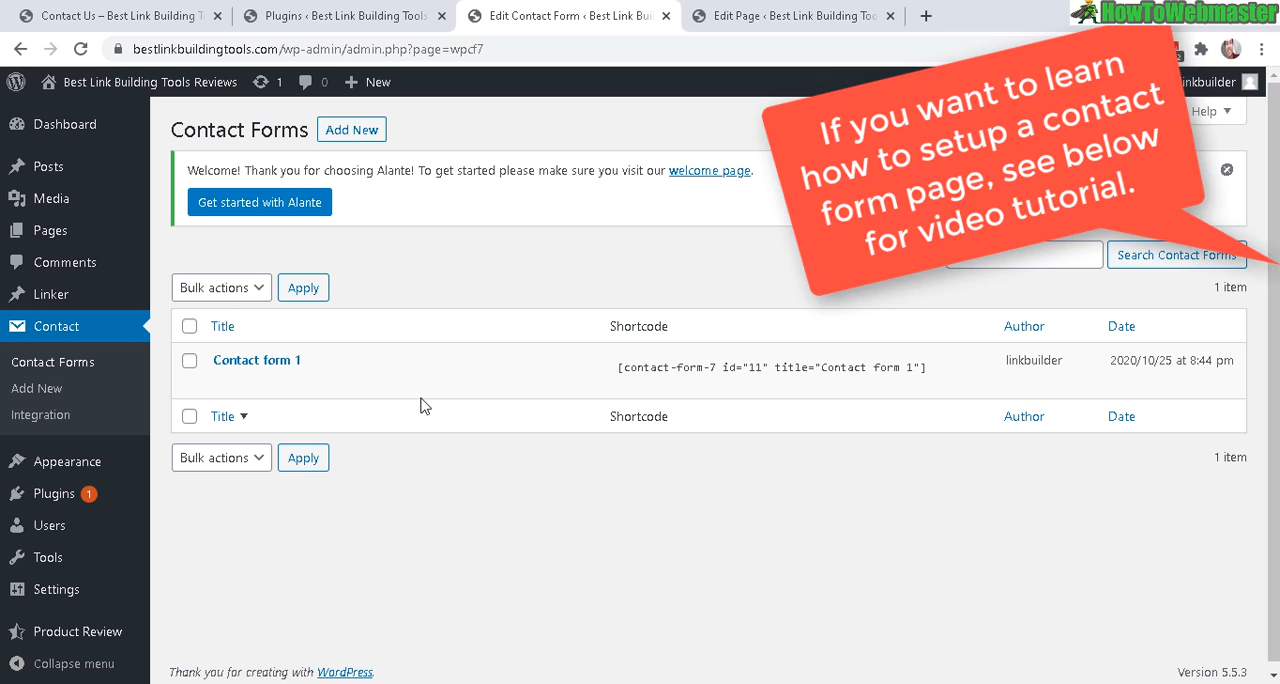 Contact Us – Best Link Building T
Plugins ‹ Best Link Building Tools
Edit Contact Form ‹ Best Link Bui
Edit Page ‹ Best Link Building Too
HowToWebmaster
bestlinkbuildingtools.com/wp-admin/admin.php?page=wpcf7
Best Link Building Tools Reviews
1
0
New
linkbuilder
If you want to learn
how to setup a contact
form page, see below
for video tutorial.
Help
Dashboard
Posts
Media
Pages
Comments
Linker
Contact
Contact Forms
Add New
Integration
Appearance
Plugins 1
Users
Tools
Settings
Product Review
Collapse menu
Contact Forms
Add New
Welcome! Thank you for choosing Alante! To get started please make sure you visit our welcome page.
Get started with Alante
Search Contact Forms
Bulk actions
Apply
1 item
Title
Shortcode
Author
Date
Contact form 1
[contact-form-7 id="11" title="Contact form 1"]
linkbuilder
2020/10/25 at 8:44 pm
Title
Shortcode
Author
Date
Bulk actions
Apply
1 item
Thank you for creating with WordPress.
Version 5.5.3